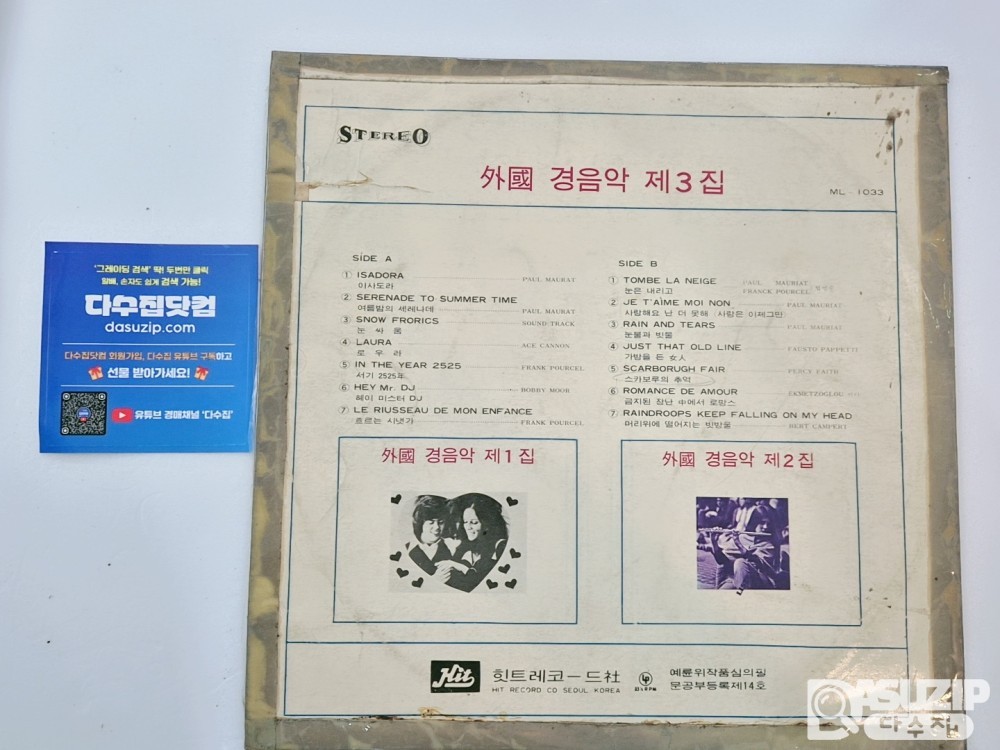 STEREO
外國 경음악 제3집
ML-1033
SIDE A
① ISADORA PAUL MAURAT
이사도라
② SERENADE TO SUMMER TIME
여름밤의 세레나데 PAUL MAURAT
③ SNOW FRORICS SOUND TRACK
눈 싸움
④ LAURA ACE CANNON
로 우 러
⑤ IN THE YEAR 2525 FRANK POURCEL
서기 2525年
⑥ HEY Mr. DJ BOBBY MOOR
헤이 미스터 DJ
⑦ LE RIUSSEAU DE MON ENFANCE
흐르는 시냇가 FRANK POURCEL
SIDE B
① TOMBE LA NEIGE PAUL MAURIAT
눈은 내리고 FRANCK POURCEL
② JE T'AÌME MOI NON PAUL MAURIAT
사랑해요 난 더 못해 사랑은 이제그만
③ RAIN AND TEARS PAUL MAURIAT
눈물과 빗물
④ JUST THAT OLD LINE FAUSTO PAPPETTI
가방을 든 女人
⑤ SCARBORUGH FAIR PERCY FAITH
스카보루의 추억
⑥ ROMANCE DE AMOUR EKMETZOGLOU
금지된 장난 中에서 로망스
⑦ RAINDROOPS KEEP FALLING ON MY HEAD
머리위에 떨어지는 빗방울 BERT CAMPERT
外國 경음악 제1집
外國 경음악 제2집
Hit
힛트레코ー드社
HIT RECORD CO SEOUL, KOREA
LP
33⅓ R.P.M
예륜위작품심의필
문공부등록제14호
'그레이딩 검색' 딱! 두번만 클릭
할배, 손자도 쉽게 검색 가능!
다수집닷컴
dasuzip.com
다수집닷컴 회원가입, 다수집 유튜브 구독하고
선물 받아가세요!
유튜브 경매채널 '다수집'
DASUZIP
다수집